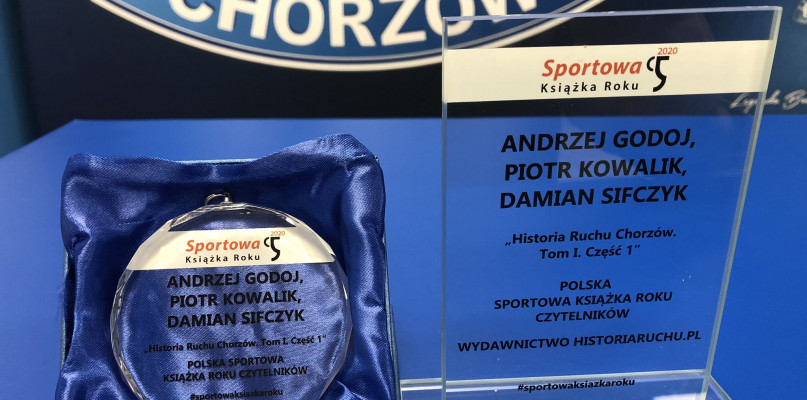 CHORZÓW
Sportowa
2020
Książka Roku
ANDRZEJ GODOJ,
PIOTR KOWALIK,
DAMIAN SIFCZYK
„Historia Ruchu Chorzów. Tom I. Część 1”
POLSKA SPORTOWA
KSIĄŻKA ROKU CZYTELNIKÓW
#sportowaksiazkaroku
Sportowa
2020
Książka Roku
ANDRZEJ GODOJ,
PIOTR KOWALIK,
DAMIAN SIFCZYK
„Historia Ruchu Chorzów.
Tom I. Część 1”
POLSKA
SPORTOWA KSIĄŻKA ROKU
CZYTELNIKÓW
WYDAWNICTWO HISTORIARUCHU.PL
#sportowaksiazkaroku